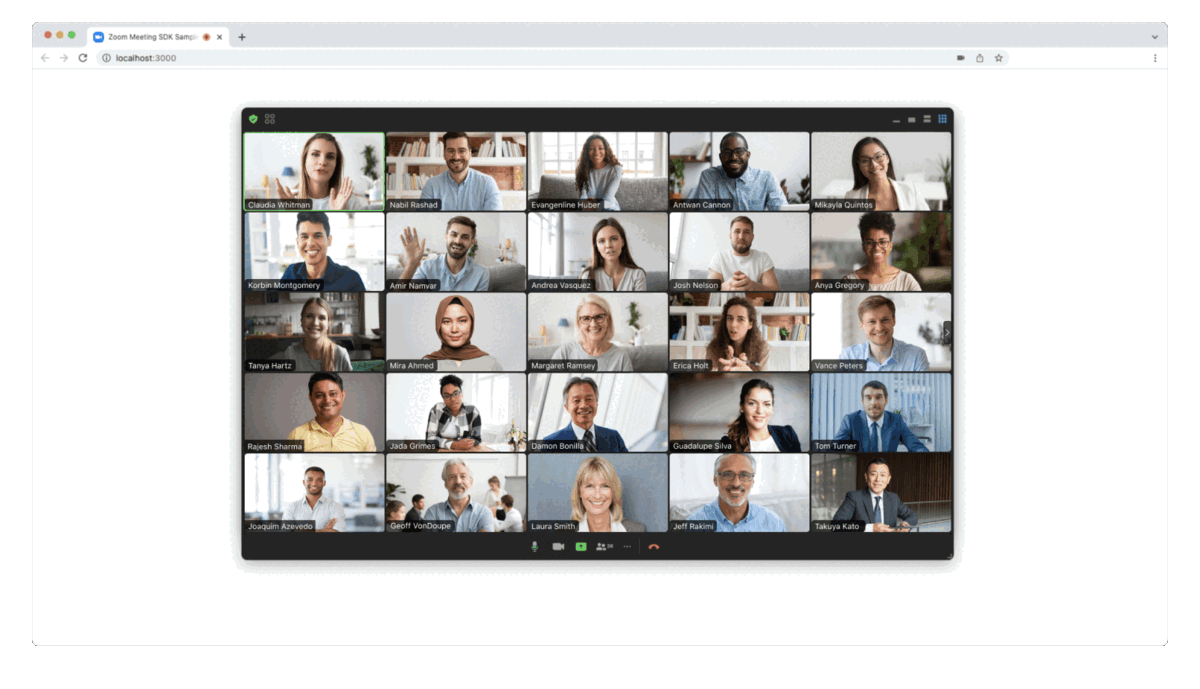 Zoom Meeting SDK Sampl
localhost:3000
Claudia Whitman
Nabil Rashad
Evangenline Huber
Antwan Cannon
Mikayla Quintos
Korbin Montgomery
Amir Namvar
Andrea Vasquez
Josh Nelson
Anya Gregory
Tanya Hartz
Mira Ahmed
Margaret Ramsey
Erica Holt
Vance Peters
Rajesh Sharma
Jada Grimes
Damon Bonilla
Guadalupe Silva
Tom Turner
Joaquim Azevedo
Geoff VonDoupe
Laura Smith
Jeff Rakimi
Takuya Kato